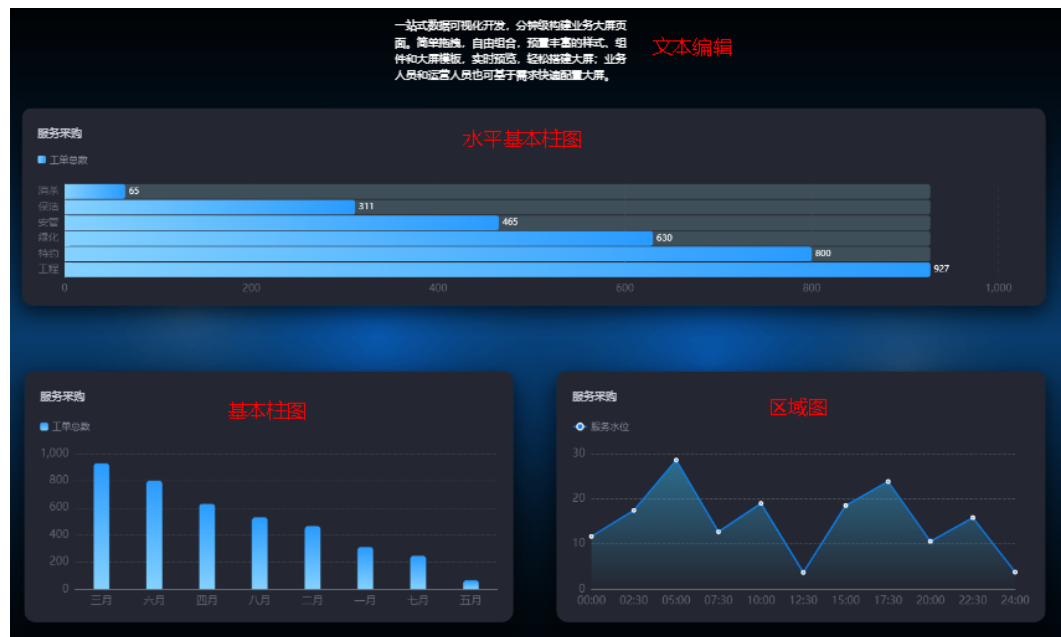 一站式数据可视化开发，分钟级构建业务大屏页
面。简单拖拽，自由组合，预置丰富的样式、组
件和大屏模板，实时预览，轻松搭建大屏；业务
人员和运营人员也可基于需求快速配置大屏。
文本编辑
服务采购
水平基本柱图
工单总数
消杀 65
保洁 311
安管 465
绿化 630
特约 800
工程 927
0 200 400 600 800 1,000
服务采购
基本柱图
工单总数
1,000
800
600
400
200
0
三月 六月 四月 八月 二月 一月 七月 五月
服务采购
区域图
服务水位
30
20
10
0
00:00 02:30 05:00 07:30 10:00 12:30 15:00 17:30 20:00 22:30 24:00